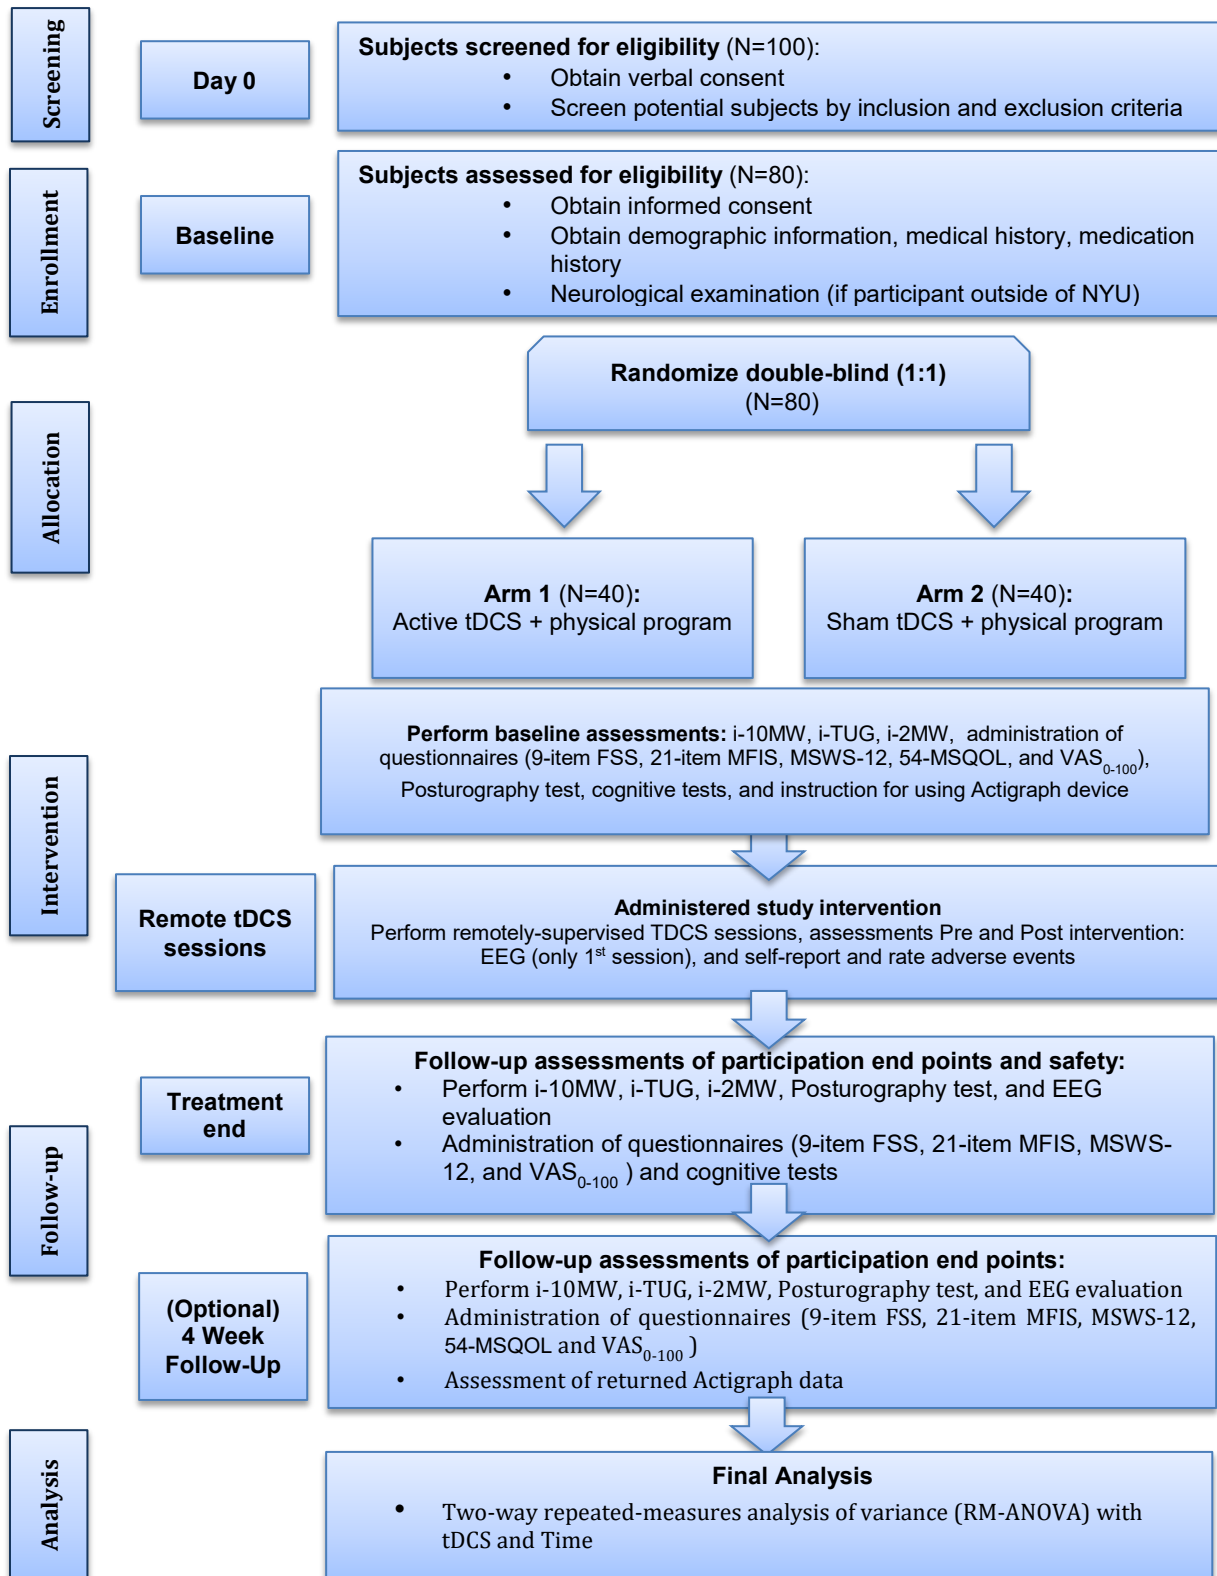 Screening
Day 0
Subjects screened for eligibility (N=100):
• Obtain verbal consent
• Screen potential subjects by inclusion and exclusion criteria
Enrollment
Baseline
Subjects assessed for eligibility (N=80):
• Obtain informed consent
• Obtain demographic information, medical history, medication
history
• Neurological examination (if participant outside of NYU)
Allocation
Randomize double-blind (1:1)
(N=80)
Arm 1 (N=40):
Active tDCS + physical program
Arm 2 (N=40):
Sham tDCS + physical program
Intervention
Perform baseline assessments: i-10MW, i-TUG, i-2MW, administration of
questionnaires (9-item FSS, 21-item MFIS, MSWS-12, 54-MSQOL, and VAS0-100),
Posturography test, cognitive tests, and instruction for using Actigraph device
Remote tDCS
sessions
Administered study intervention
Perform remotely-supervised TDCS sessions, assessments Pre and Post intervention:
EEG (only 1st session), and self-report and rate adverse events
Follow-up
Treatment
end
Follow-up assessments of participation end points and safety:
• Perform i-10MW, i-TUG, i-2MW, Posturography test, and EEG
evaluation
• Administration of questionnaires (9-item FSS, 21-item MFIS, MSWS-
12, and VAS0-100 ) and cognitive tests
(Optional)
4 Week
Follow-Up
Follow-up assessments of participation end points:
• Perform i-10MW, i-TUG, i-2MW, Posturography test, and EEG evaluation
• Administration of questionnaires (9-item FSS, 21-item MFIS, MSWS-12,
54-MSQOL and VAS0-100 )
• Assessment of returned Actigraph data
Analysis
Final Analysis
• Two-way repeated-measures analysis of variance (RM-ANOVA) with
tDCS and Time